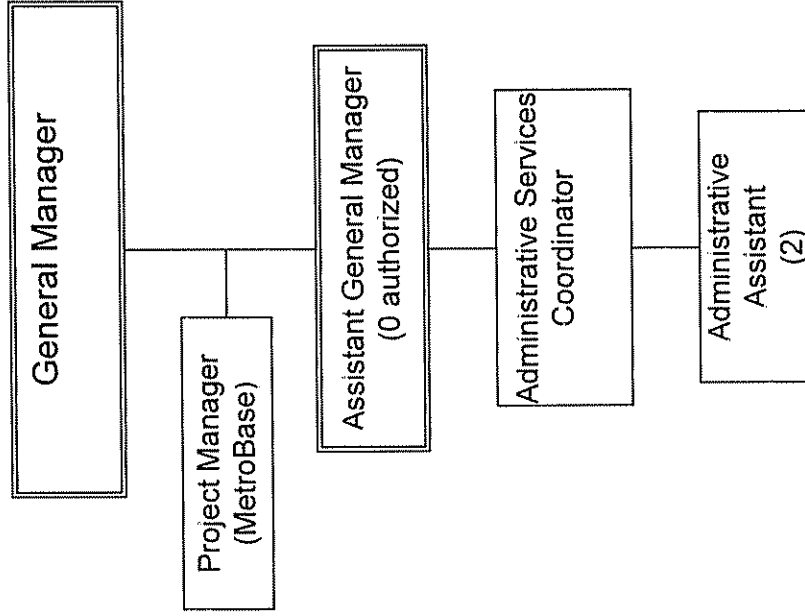 General Manager
Project Manager
(MetroBase)
Assistant General Manager
(0 authorized)
Administrative Services
Coordinator
Administrative
Assistant
(2)